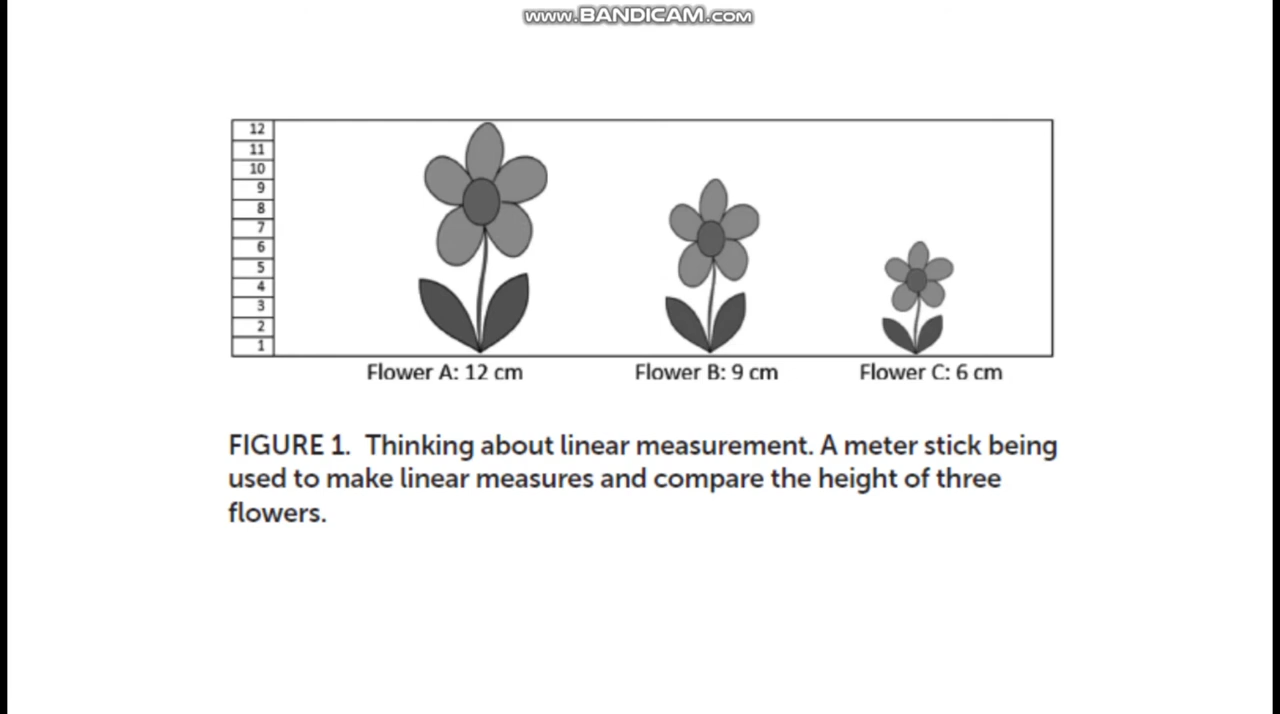 www.BANDICAM.com
12
11
10
9
8
7
6
5
4
3
2
1
Flower A: 12 cm Flower B: 9 cm Flower C: 6 cm
FIGURE 1. Thinking about linear measurement. A meter stick being
used to make linear measures and compare the height of three
flowers.